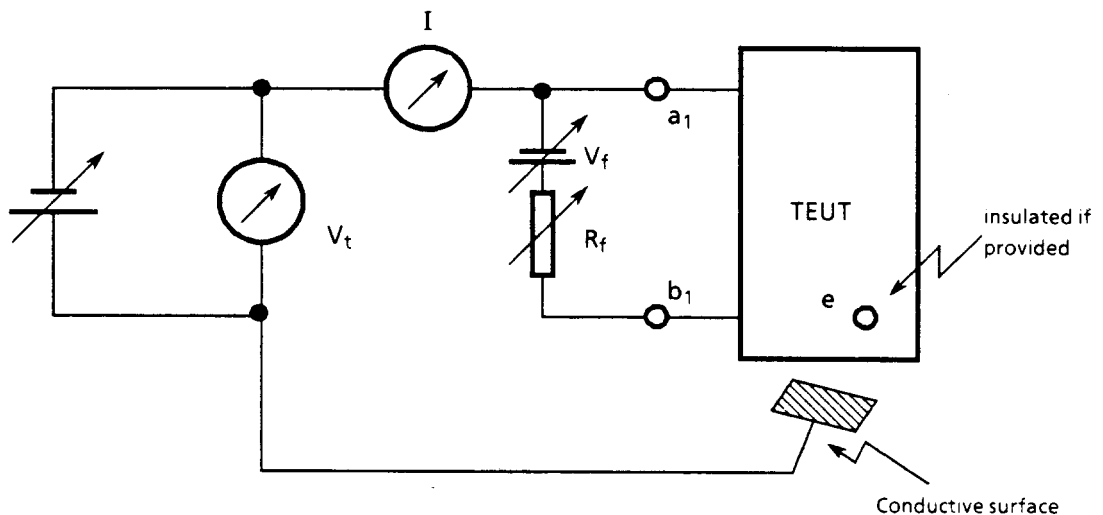 I
a1
Vf
TEUT
insulated if
provided
Vt
Rf
b1
e
Conductive surface